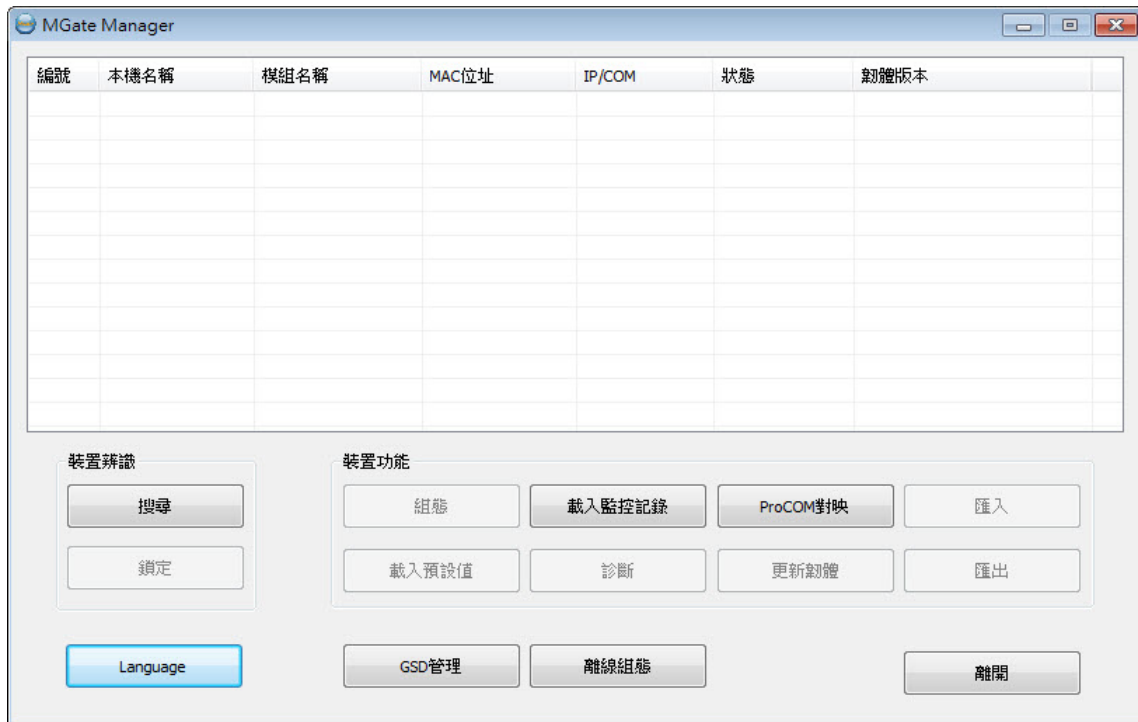 MGate Manager
編號 本機名稱 模組名稱 MAC位址 IP/COM 狀態 韌體版本
裝置辨識 裝置功能
搜尋 組態 載入監控記錄 ProCOM對映 匯入
鎖定 載入預設值 診斷 更新韌體 匯出
Language GSD管理 離線組態 離開